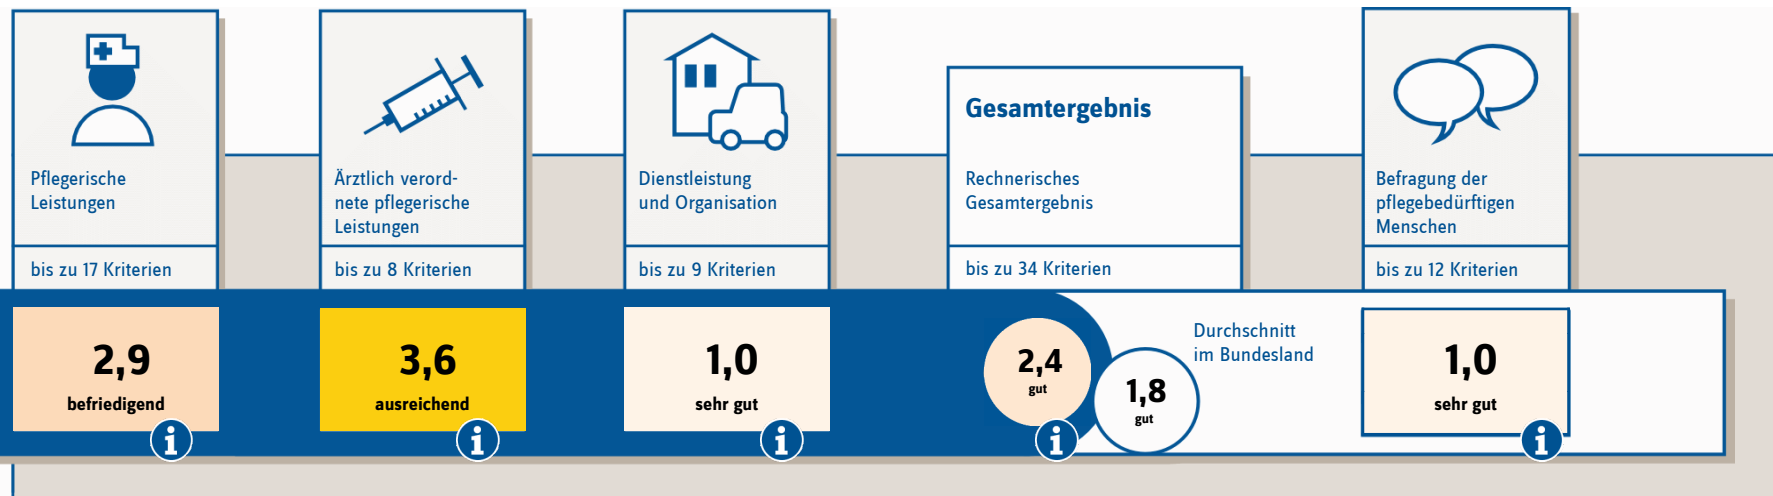 Pflegerische
Leistungen
bis zu 17 Kriterien
2,9
befriedigend
i
Ärztlich verord-
nete pflegerische
Leistungen
bis zu 8 Kriterien
3,6
ausreichend
i
Dienstleistung
und Organisation
bis zu 9 Kriterien
1,0
sehr gut
i
Gesamtergebnis
Rechnerisches
Gesamtergebnis
bis zu 34 Kriterien
2,4
gut
i
1,8
gut
Durchschnitt
im Bundesland
Befragung der
pflegebedürftigen
Menschen
bis zu 12 Kriterien
1,0
sehr gut
i